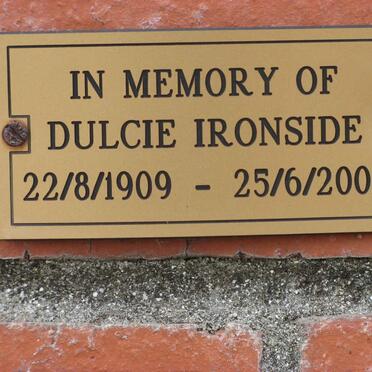 IN MEMORY OF
DULCIE IRONSIDE
22/8/1909 - 25/6/200